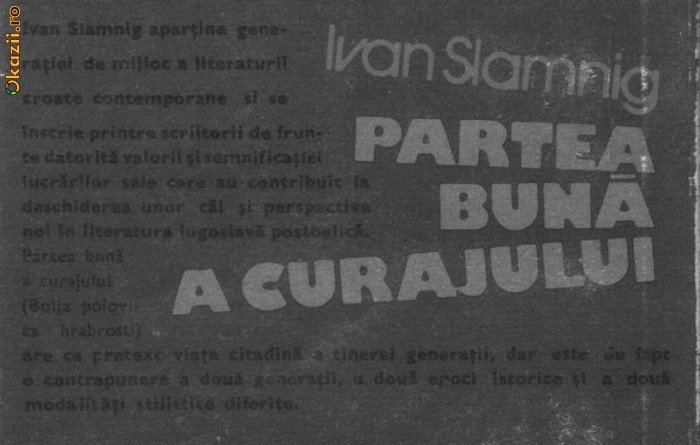 Okazii.ro
Ivan Slamnig
PARTEA
BUNĂ
A CURAJULUI
Ivan Slamnig aparține gene-
rației de mijloc a literaturii
croate contemporane și se
înscrie printre scriitorii de frun-
te datorită valorii și semnificației
lucrărilor sale care au contribuit la
deschiderea unor căi și perspective
noi în literatura iugoslavă postbelică.
Partea bună
a curajului
(Bolja polovi-
ca hrabrosti)
are ca pretext viața citadină a tinerei generații, dar este de fapt
o contrapunere a două generații, a două epoci istorice și a două
modalități stilistice diferite.